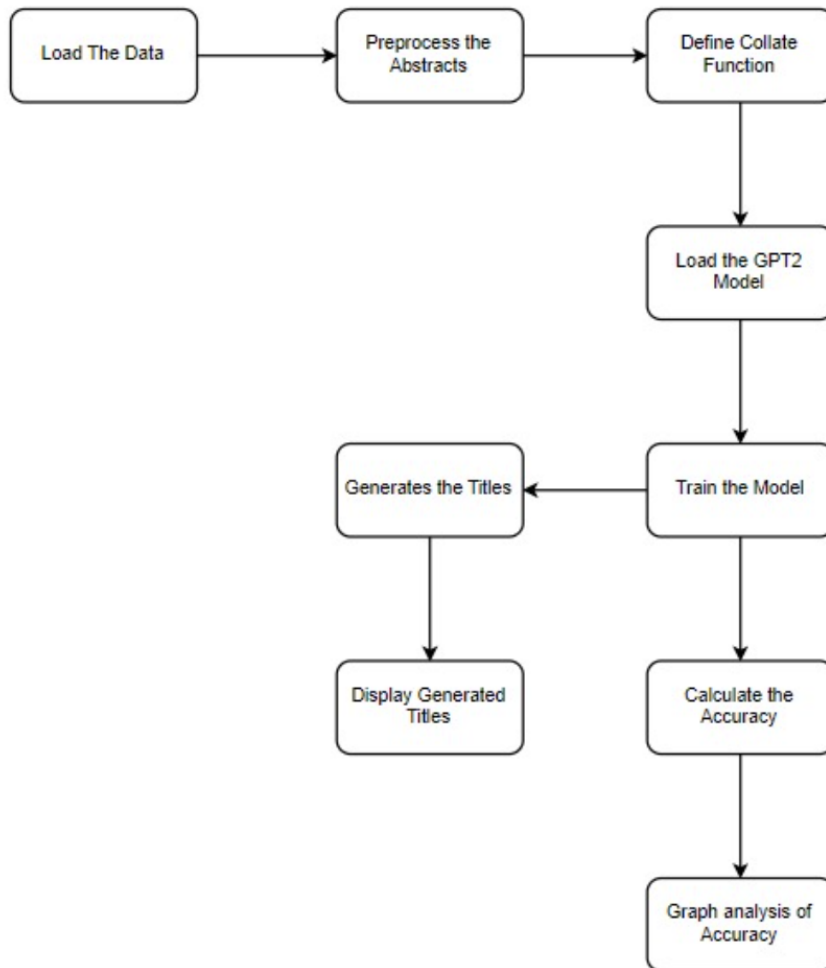 Load The Data
Preprocess the
Abstracts
Define Collate
Function
Load the GPT2
Model
Generates the Titles
Train the Model
Display Generated
Titles
Calculate the
Accuracy
Graph analysis of
Accuracy